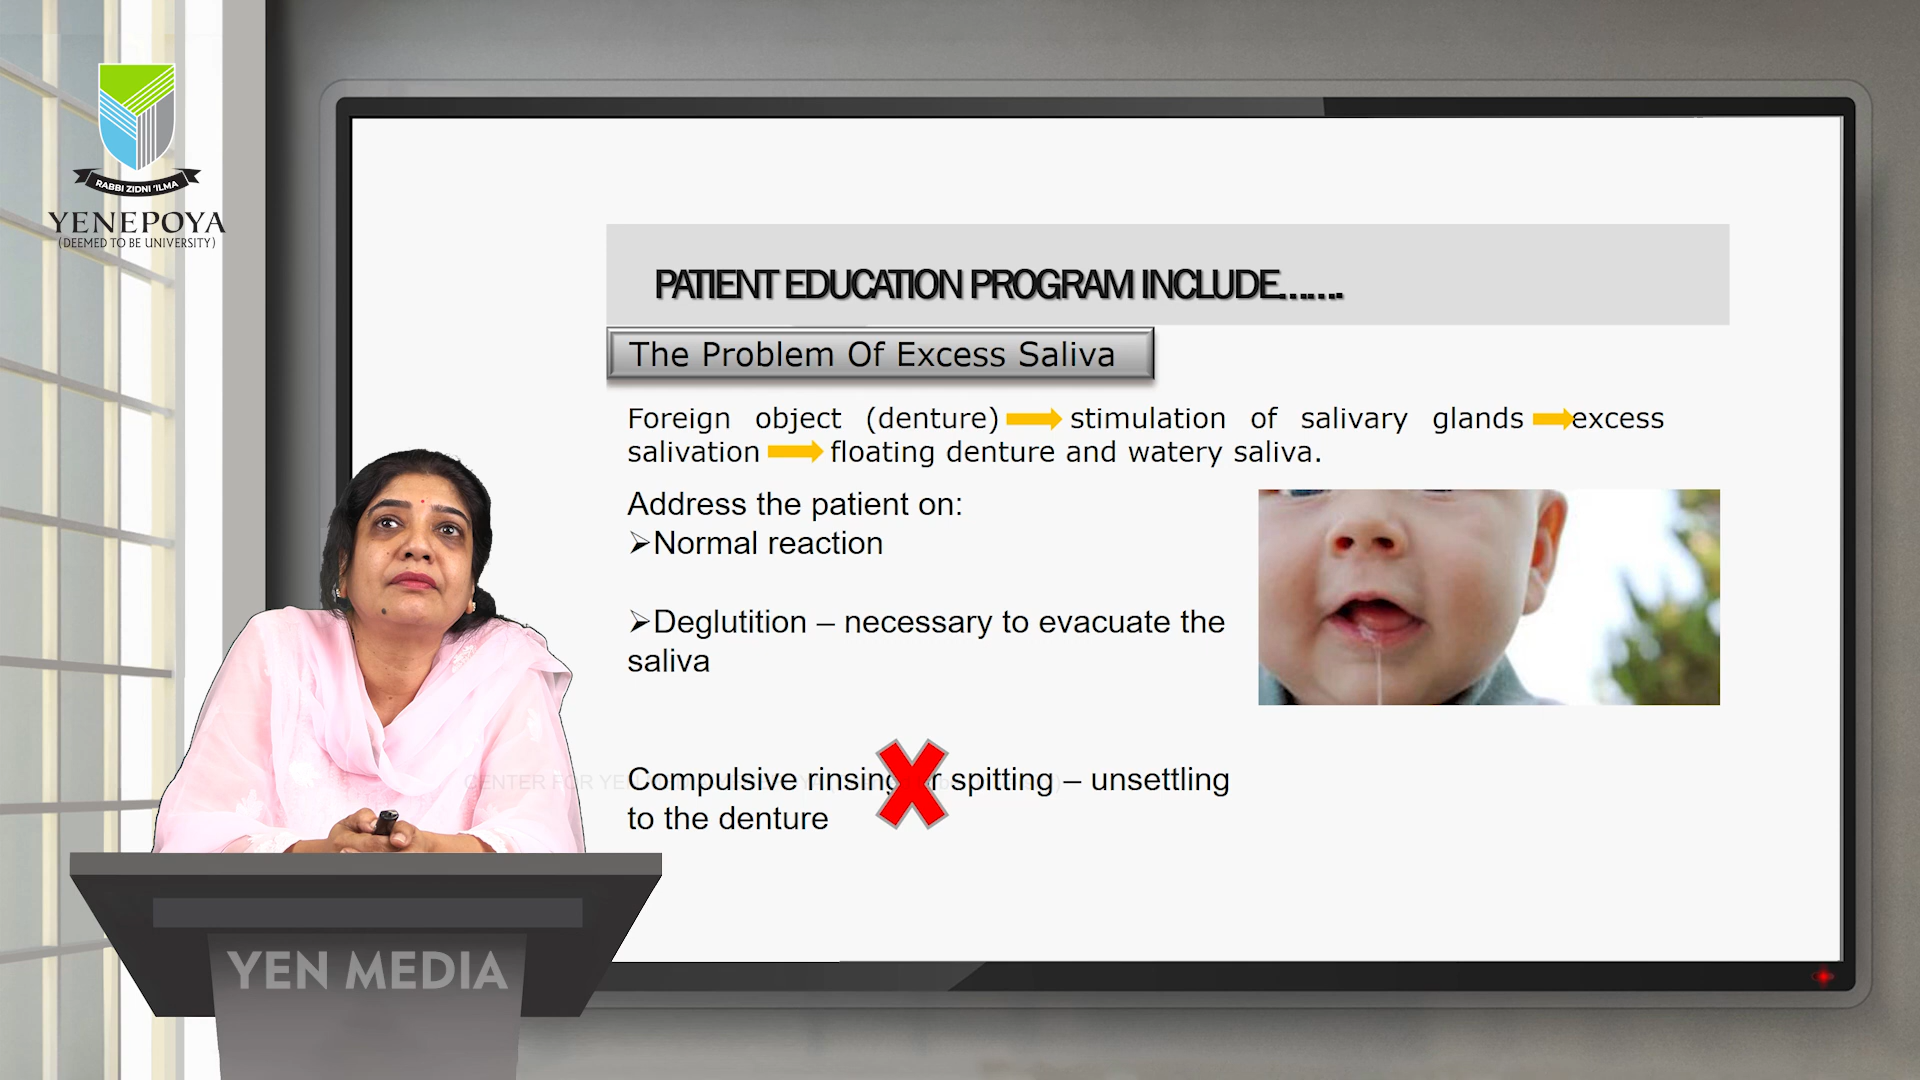 RABBI ZIDNI 'ILMA
YENEPOYA
(DEEMED TO BE UNIVERSITY)
PATIENT EDUCATION PROGRAM INCLUDE.......
The Problem Of Excess Saliva
Foreign object (denture) stimulation of salivary glands excess
salivation floating denture and watery saliva.
Address the patient on:
➢Normal reaction
➢Deglutition – necessary to evacuate the
saliva
Compulsive rinsing spitting – unsettling
to the denture
CENTER FOR
YEN MEDIA